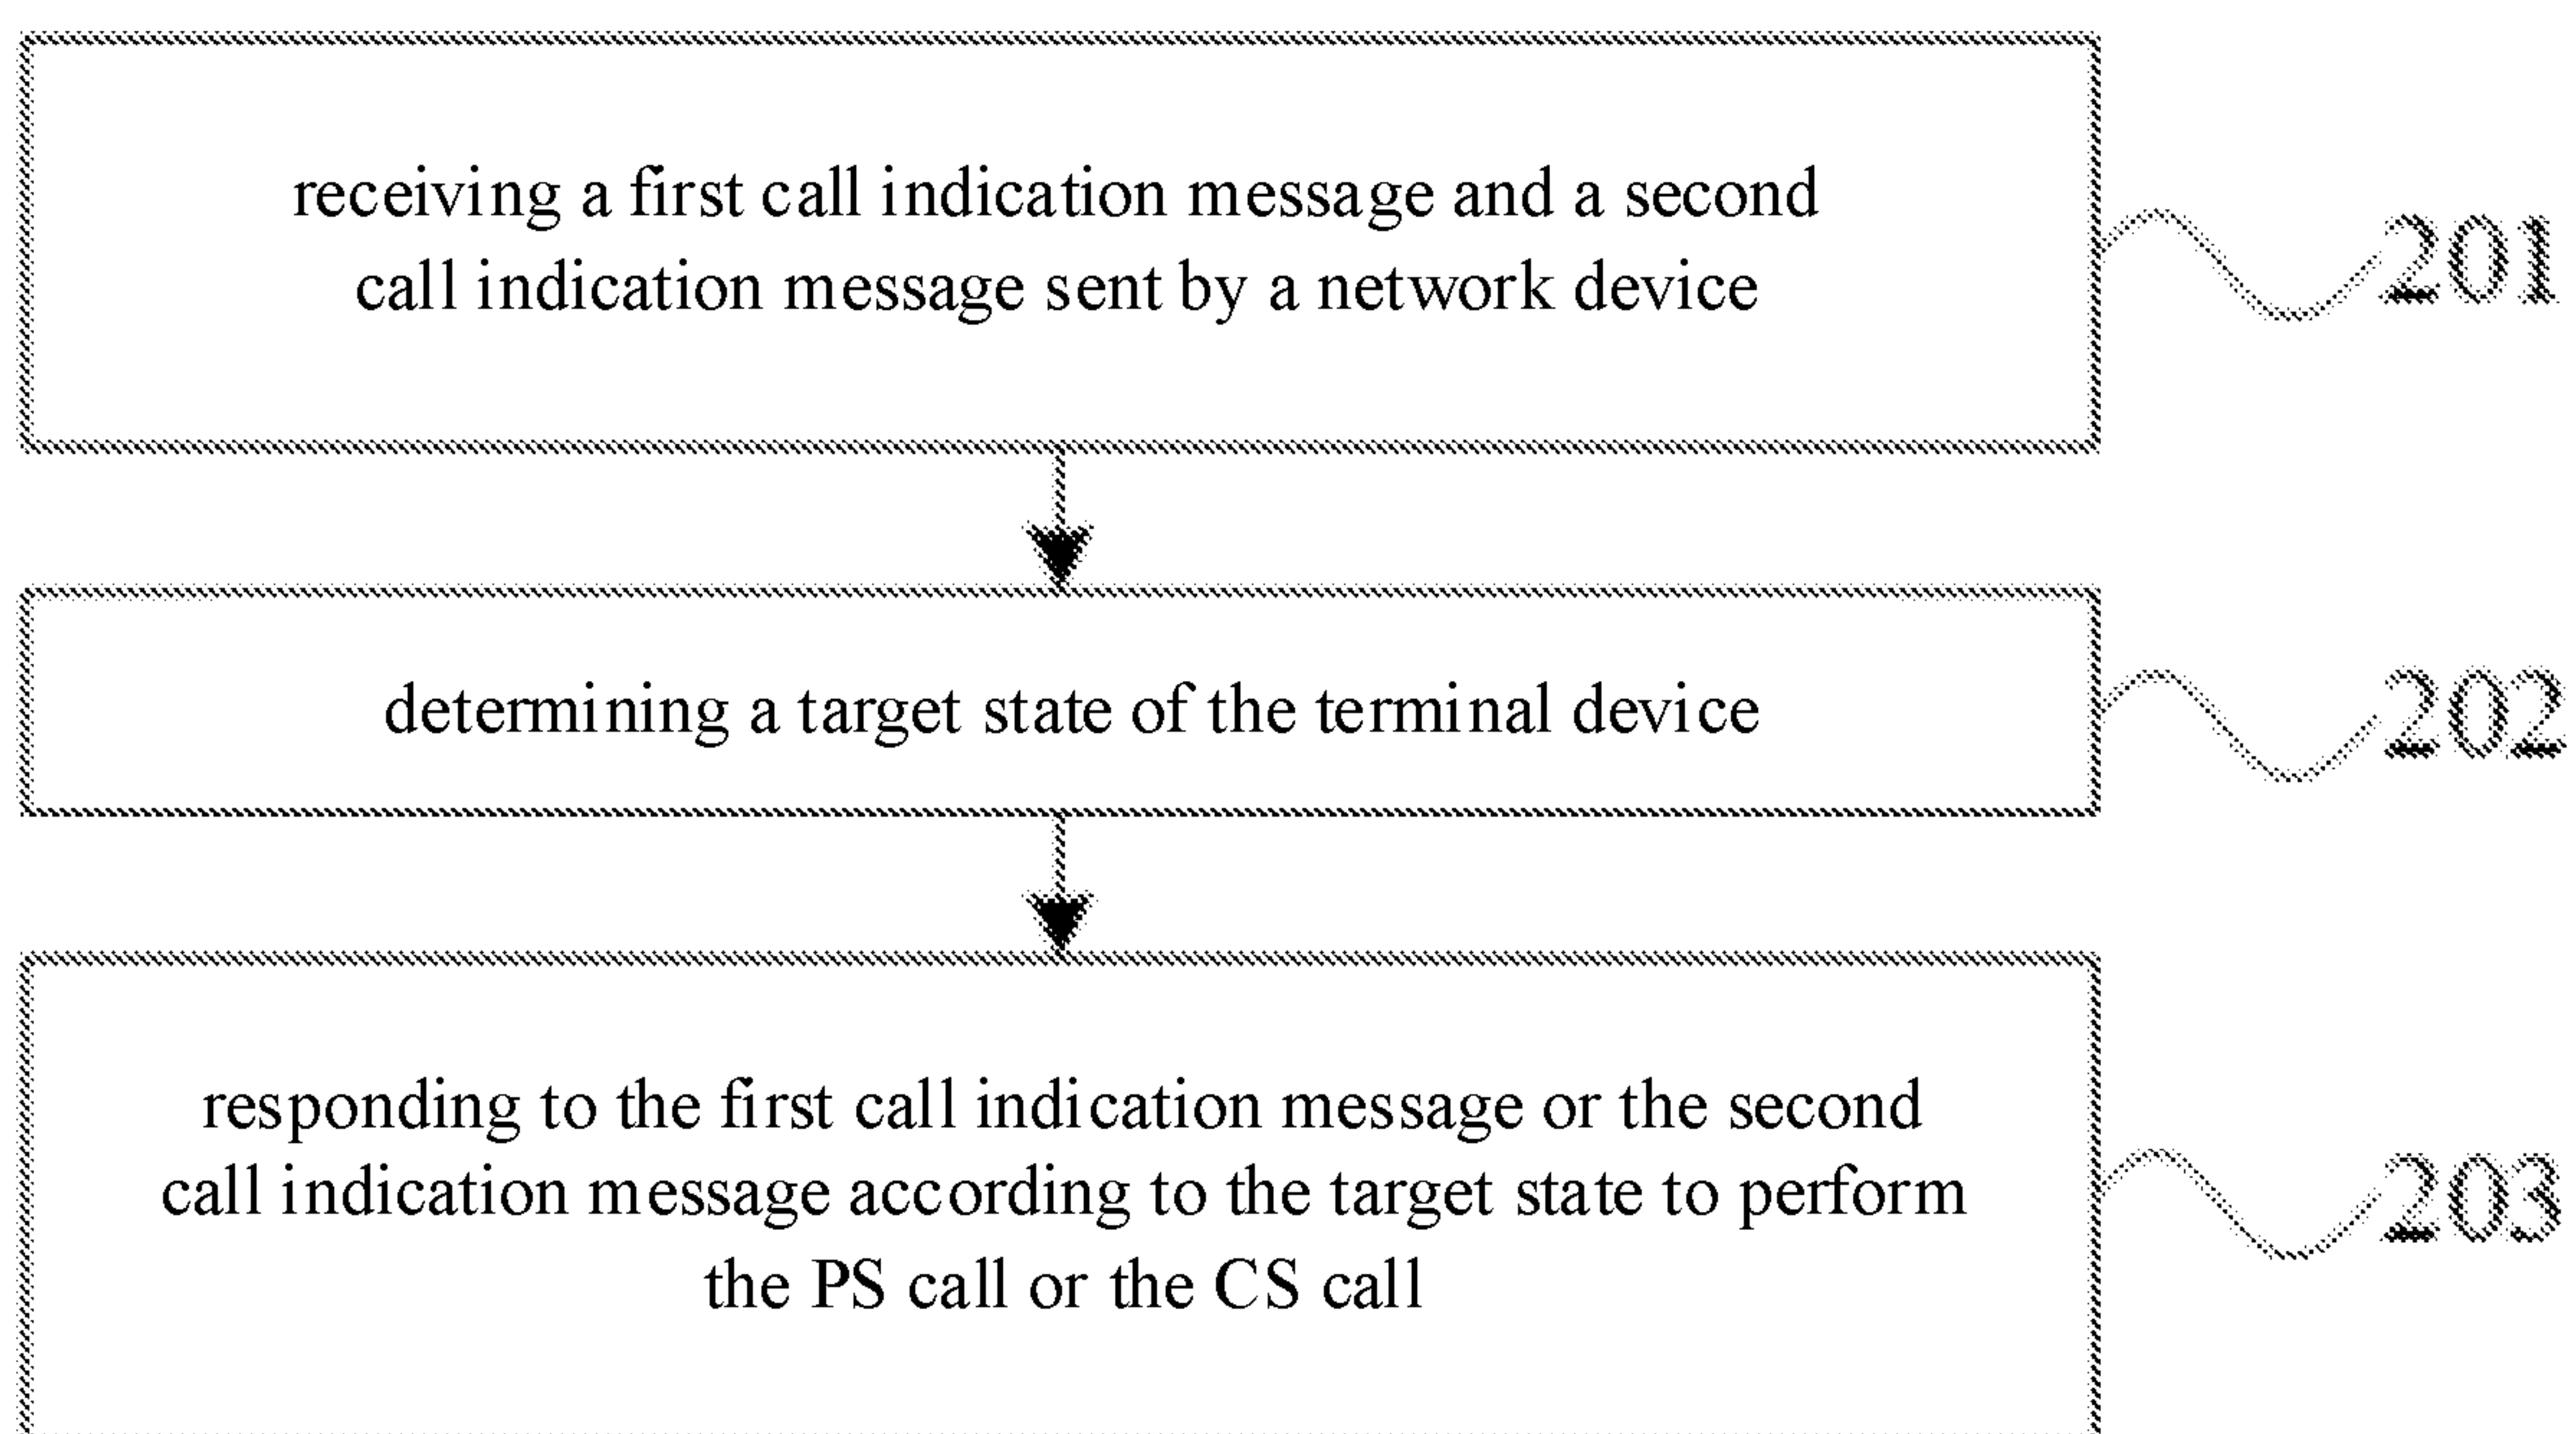 receiving a first call indication message and a second
call indication message sent by a network device
201
determining a target state of the terminal device
202
responding to the first call indication message or the second
call indication message according to the target state to perform
the PS call or the CS call
203